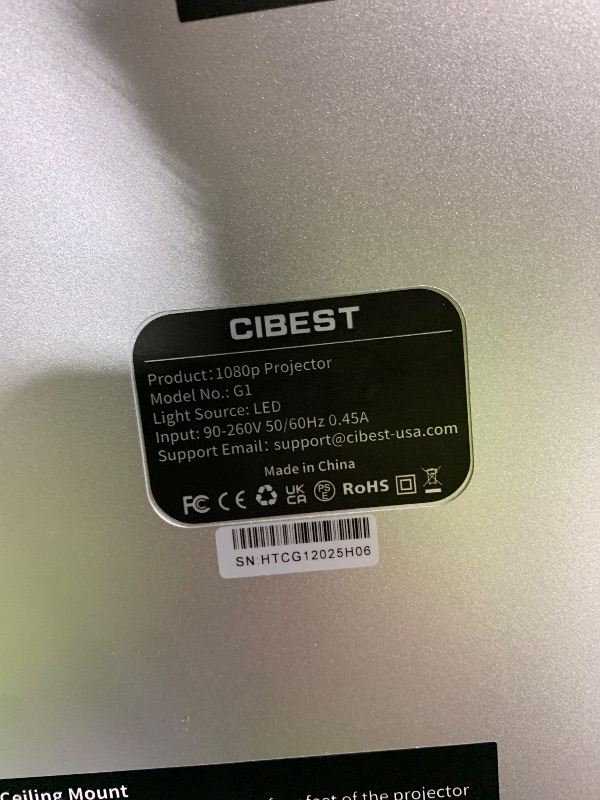 CIBEST
Product: 1080p Projector
Model No.: G1
Light Source: LED
Input: 90-260V 50/60Hz 0.45A
Support Email: support@cibest-usa.com
Made in China
FC CE UK CA PS E RoHS
SN:HTCG12025H06
Ceiling Mount
feet of the projector